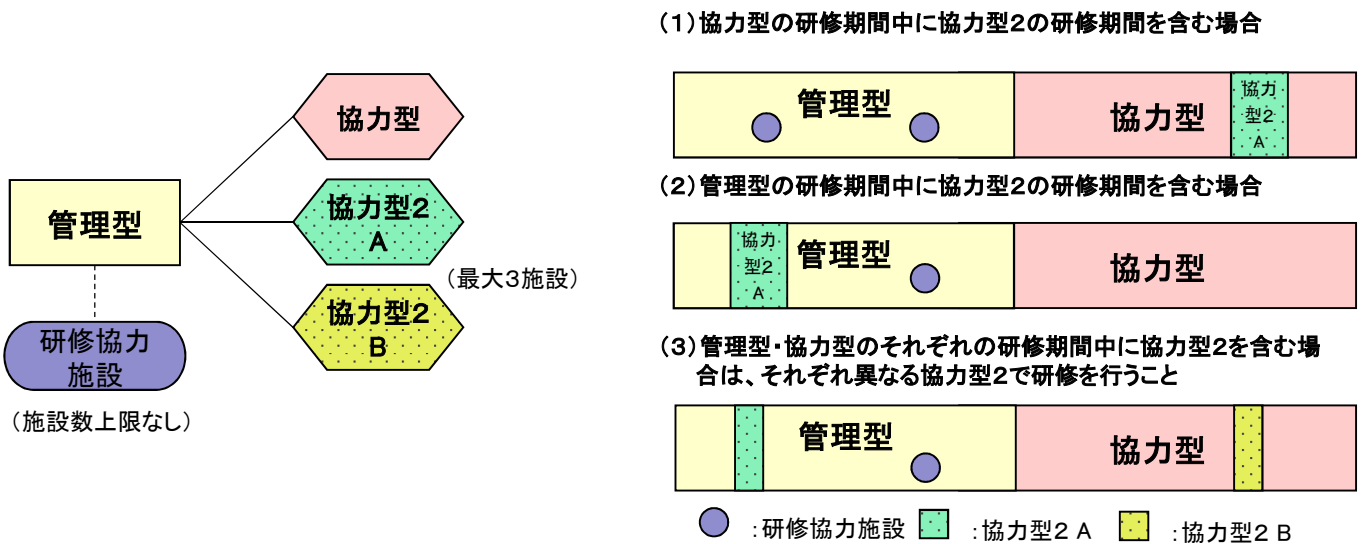 協力型
管理型
協力型2
A
(最大3施設)
協力型2
B
研修協力
施設
(施設数上限なし)
(1)協力型の研修期間中に協力型2の研修期間を含む場合
管理型
協力型
協力
型2
A
(2)管理型の研修期間中に協力型2の研修期間を含む場合
協力
型2
A
管理型
協力型
(3)管理型・協力型のそれぞれの研修期間中に協力型2を含む場
合は、それぞれ異なる協力型2で研修を行うこと
管理型
協力型
:研修協力施設
:協力型2 A
:協力型2 B